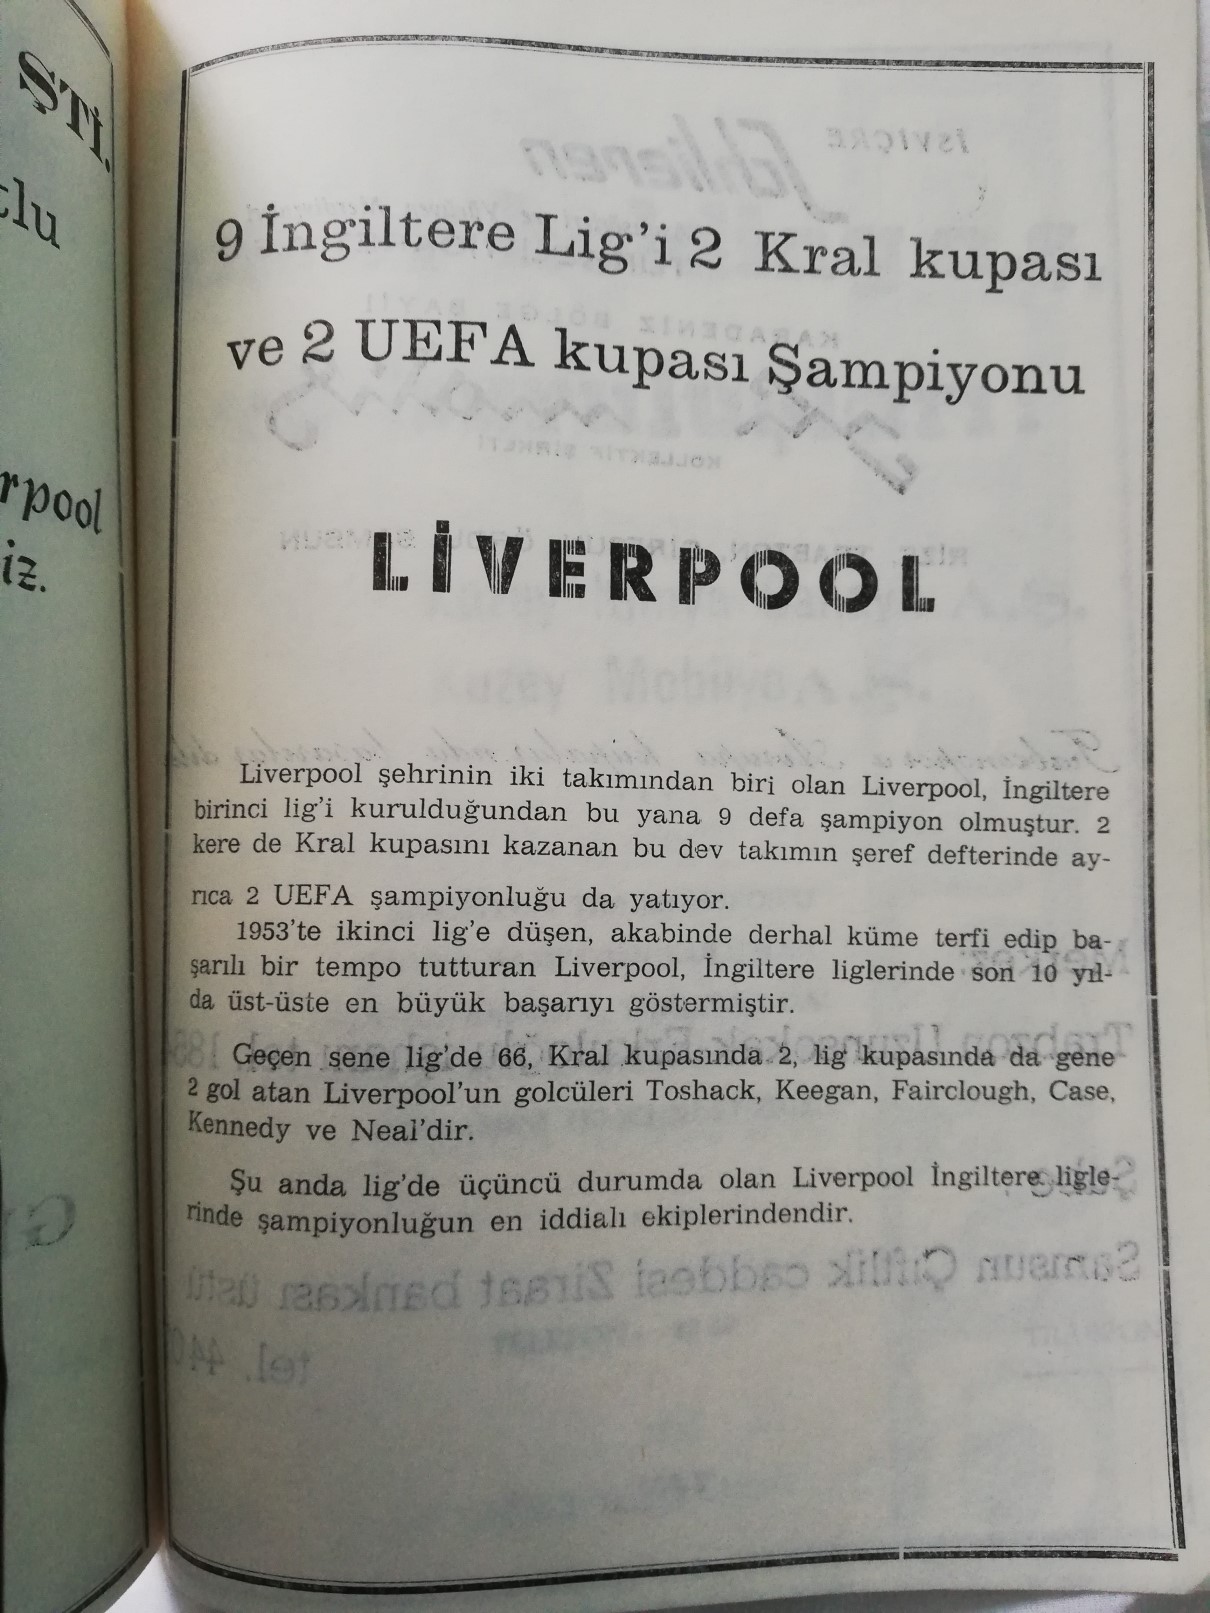 ŞTİ.
tlu
rpool
iz.
9 İngiltere Lig'i 2 Kral kupası
ve 2 UEFA kupası Şampiyonu
LİVERPOOL
Liverpool şehrinin iki takımından biri olan Liverpool, İngiltere
birinci lig'i kurulduğundan bu yana 9 defa şampiyon olmuştur. 2
kere de Kral kupasını kazanan bu dev takımın şeref defterinde ay-
rıca 2 UEFA şampiyonluğu da yatıyor.
1953'te ikinci lig'e düşen, akabinde derhal küme terfi edip ba-
şarılı bir tempo tutturan Liverpool, İngiltere liglerinde son 10 yıl-
da üst-üste en büyük başarıyı göstermiştir.
Geçen sene lig'de 66, Kral kupasında 2, lig kupasında da gene
2 gol atan Liverpool'un golcüleri Toshack, Keegan, Fairclough, Case,
Kennedy ve Neal'dir.
Şu anda lig'de üçüncü durumda olan Liverpool İngiltere ligle-
rinde şampiyonluğun en iddialı ekiplerindendir.